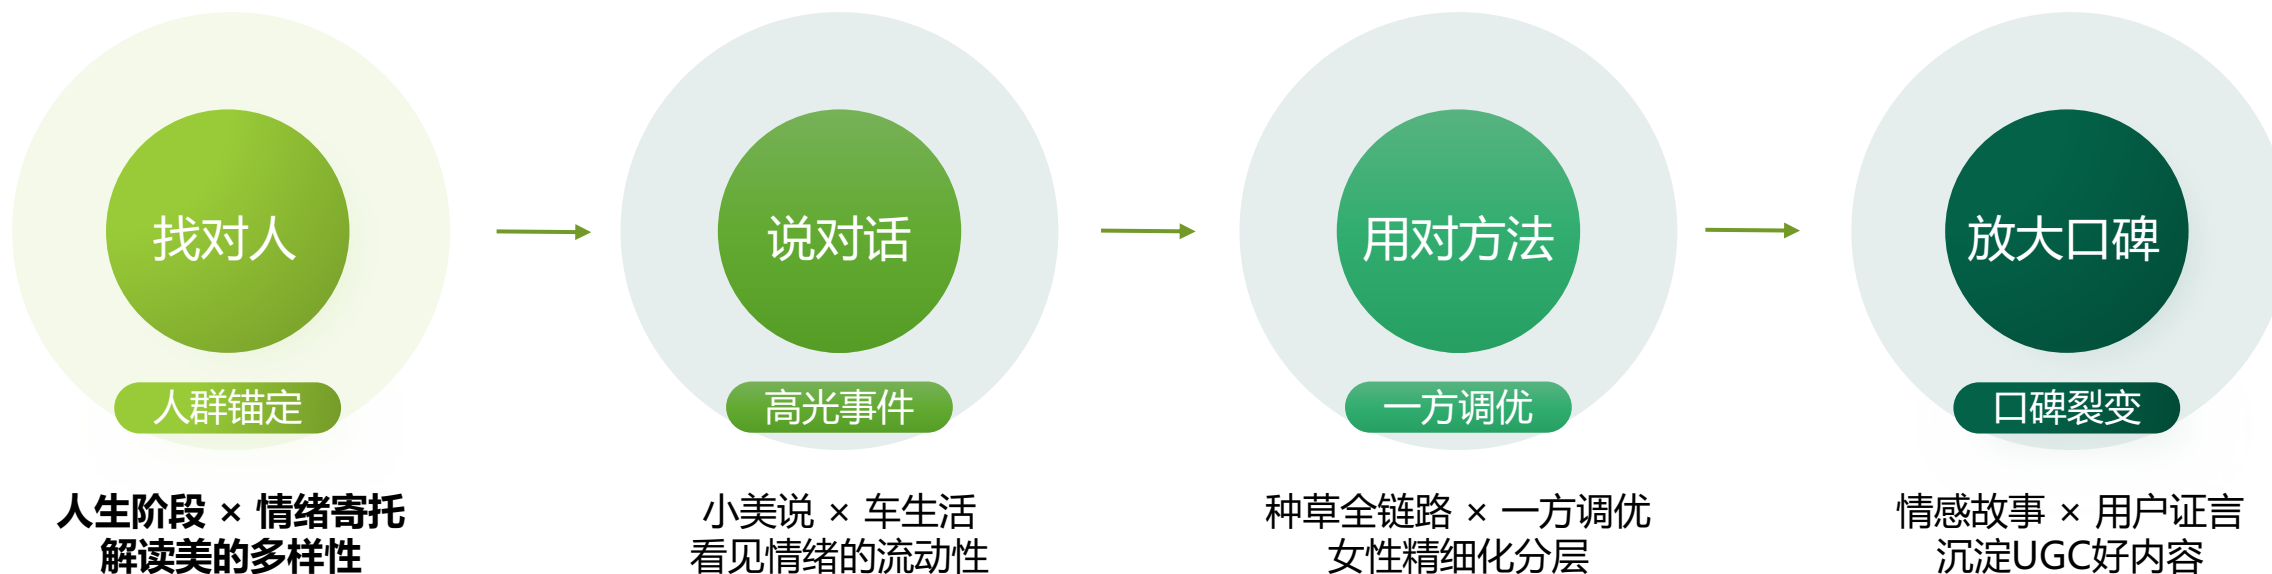 找对人
说对话
用对方法
放大口碑
人群锚定
高光事件
一方调优
口碑裂变
人生阶段 × 情绪寄托
解读美的多样性
小美说 × 车生活
看见情绪的流动性
种草全链路 × 一方调优
女性精细化分层
情感故事 × 用户证言
沉淀UGC好内容